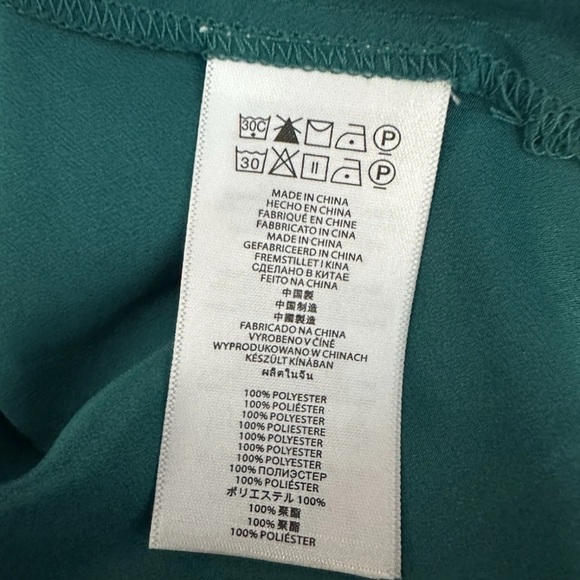 30C P
30 P
MADE IN CHINA
HECHO EN CHINA
FABRIQUÉ EN CHINE
FABBRICATO IN CINA
MADE IN CHINA
GEFABRICEERD IN CHINA
FREMSTILLET I KINA
СДЕЛАНО В КИТАЕ
FEITO NA CHINA
中国製
中国制造
中國製造
FABRICADO NA CHINA
VYROBENO V ČÍNĚ
WYPRODUKOWANO W CHINACH
KÉSZÜLT KÍNÁBAN
ผลิตในจีน
100% POLYESTER
100% POLIÉSTER
100% POLYESTER
100% POLIESTERE
100% POLYESTER
100% POLYESTER
100% POLYESTER
100% ПОЛИЭСТЕР
100% POLIÉSTER
ポリエステル 100%
100% 聚酯
100% 聚酯
100% POLIÉSTER